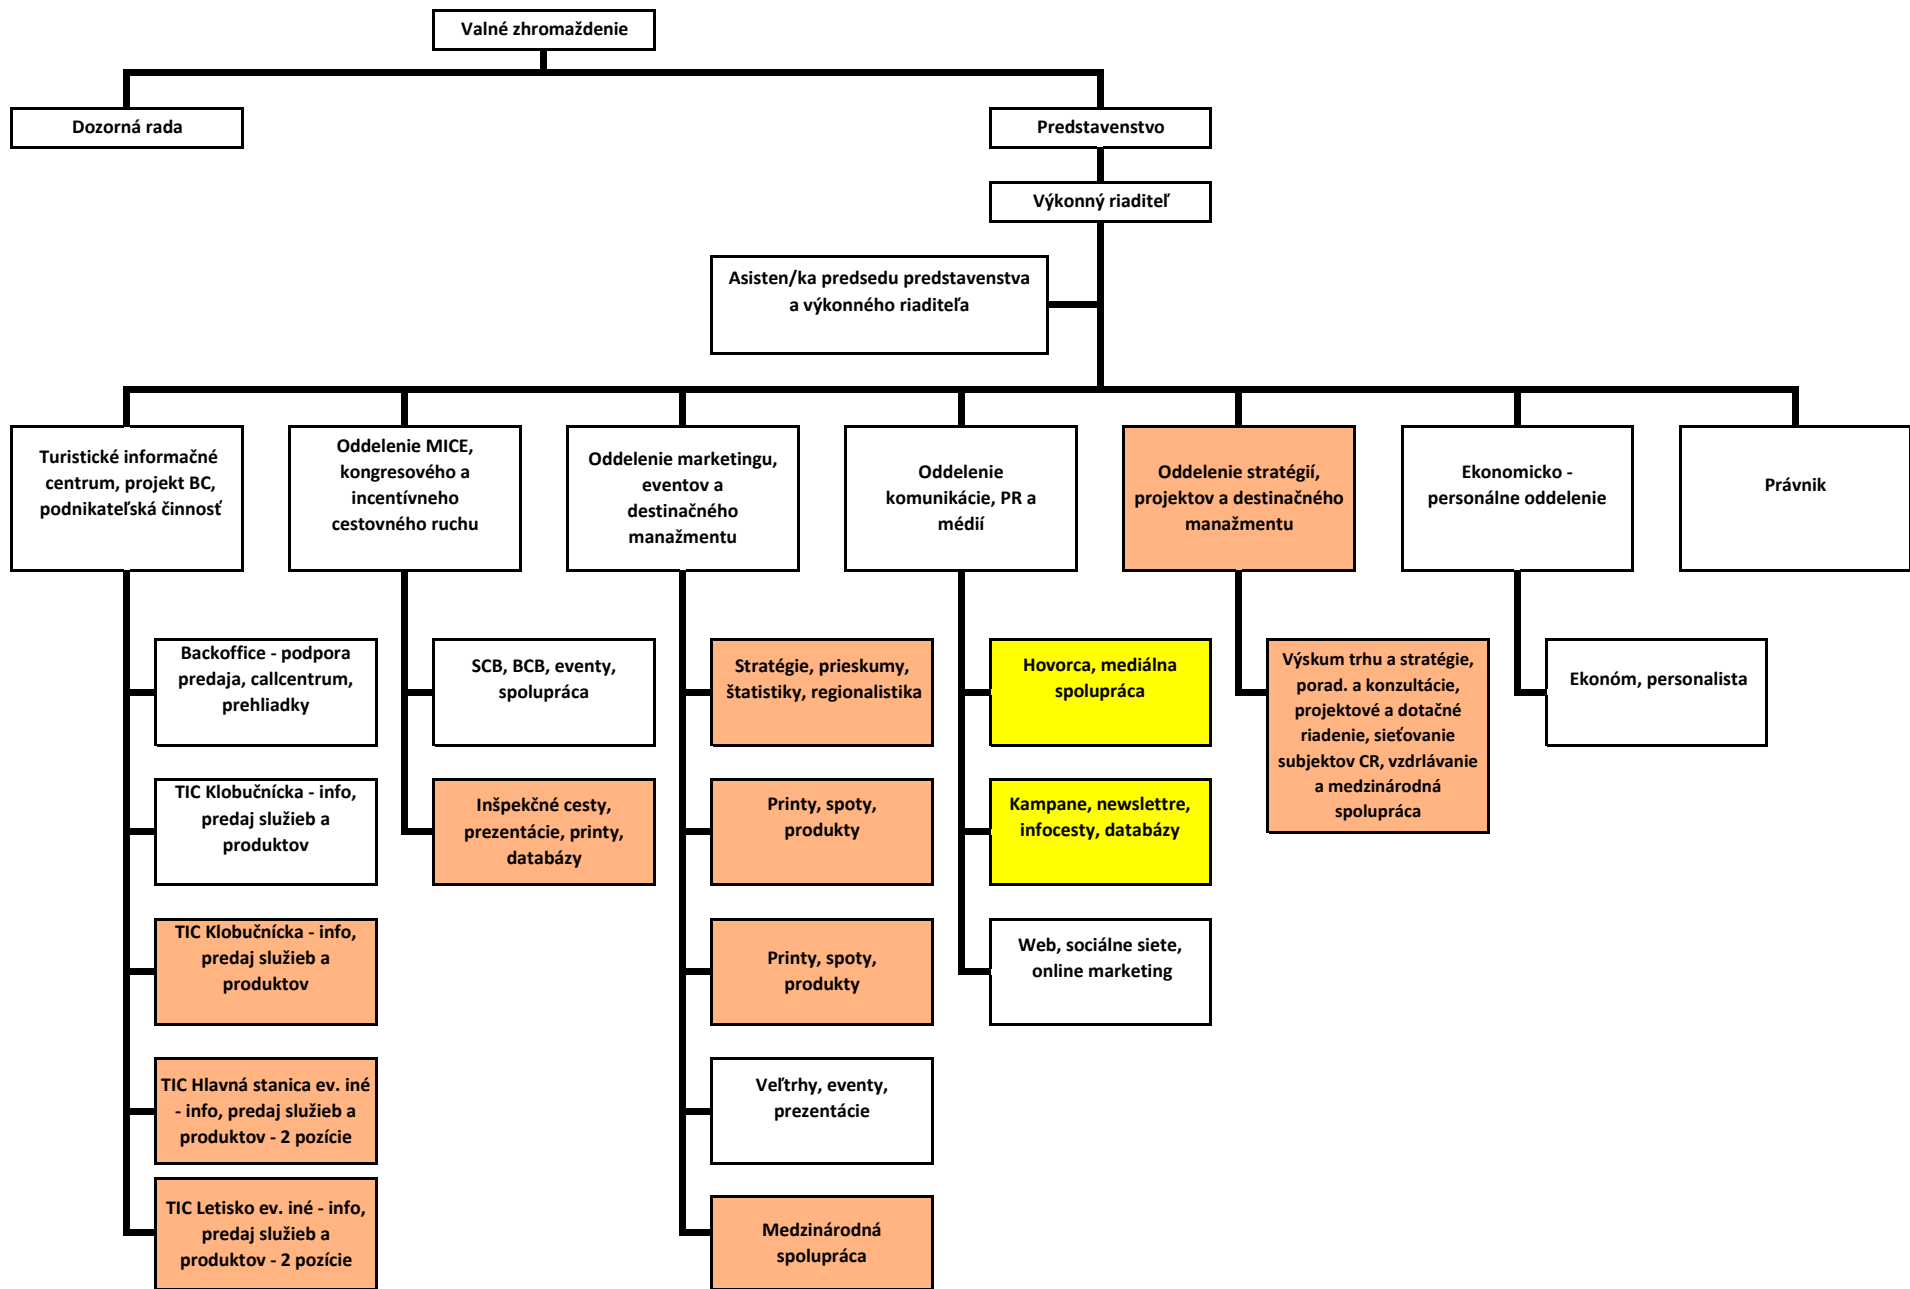 Valné zhromaždenie
Dozorná rada
Predstavenstvo
Výkonný riaditeľ
Asisten/ka predsedu predstavenstva
a výkonného riaditeľa
Turistické informačné
centrum, projekt BC,
podnikateľská činnosť
Oddelenie MICE,
kongresového a
incentívneho
cestovného ruchu
Oddelenie marketingu,
eventov a
destinačného
manažmentu
Oddelenie
komunikácie, PR a
médií
Oddelenie stratégií,
projektov a destinačného
manažmentu
Ekonomicko -
personálne oddelenie
Právnik
Backoffice - podpora
predaja, callcentrum,
prehliadky
SCB, BCB, eventy,
spolupráca
Stratégie, prieskumy,
štatistiky, regionalistika
Hovorca, mediálna
spolupráca
Výskum trhu a stratégie,
porad. a konzultácie,
projektové a dotačné
riadenie, sieťovanie
subjektov CR, vzdrlávanie
a medzinárodná
spolupráca
Ekonóm, personalista
TIC Klobučnícka - info,
predaj služieb a
produktov
Inšpekčné cesty,
prezentácie, printy,
databázy
Printy, spoty,
produkty
Kampane, newslettre,
infocesty, databázy
TIC Klobučnícka - info,
predaj služieb a
produktov
Printy, spoty,
produkty
Web, sociálne siete,
online marketing
TIC Hlavná stanica ev. iné
- info, predaj služieb a
produktov - 2 pozície
Veľtrhy, eventy,
prezentácie
TIC Letisko ev. iné - info,
predaj služieb a
produktov - 2 pozície
Medzinárodná
spolupráca